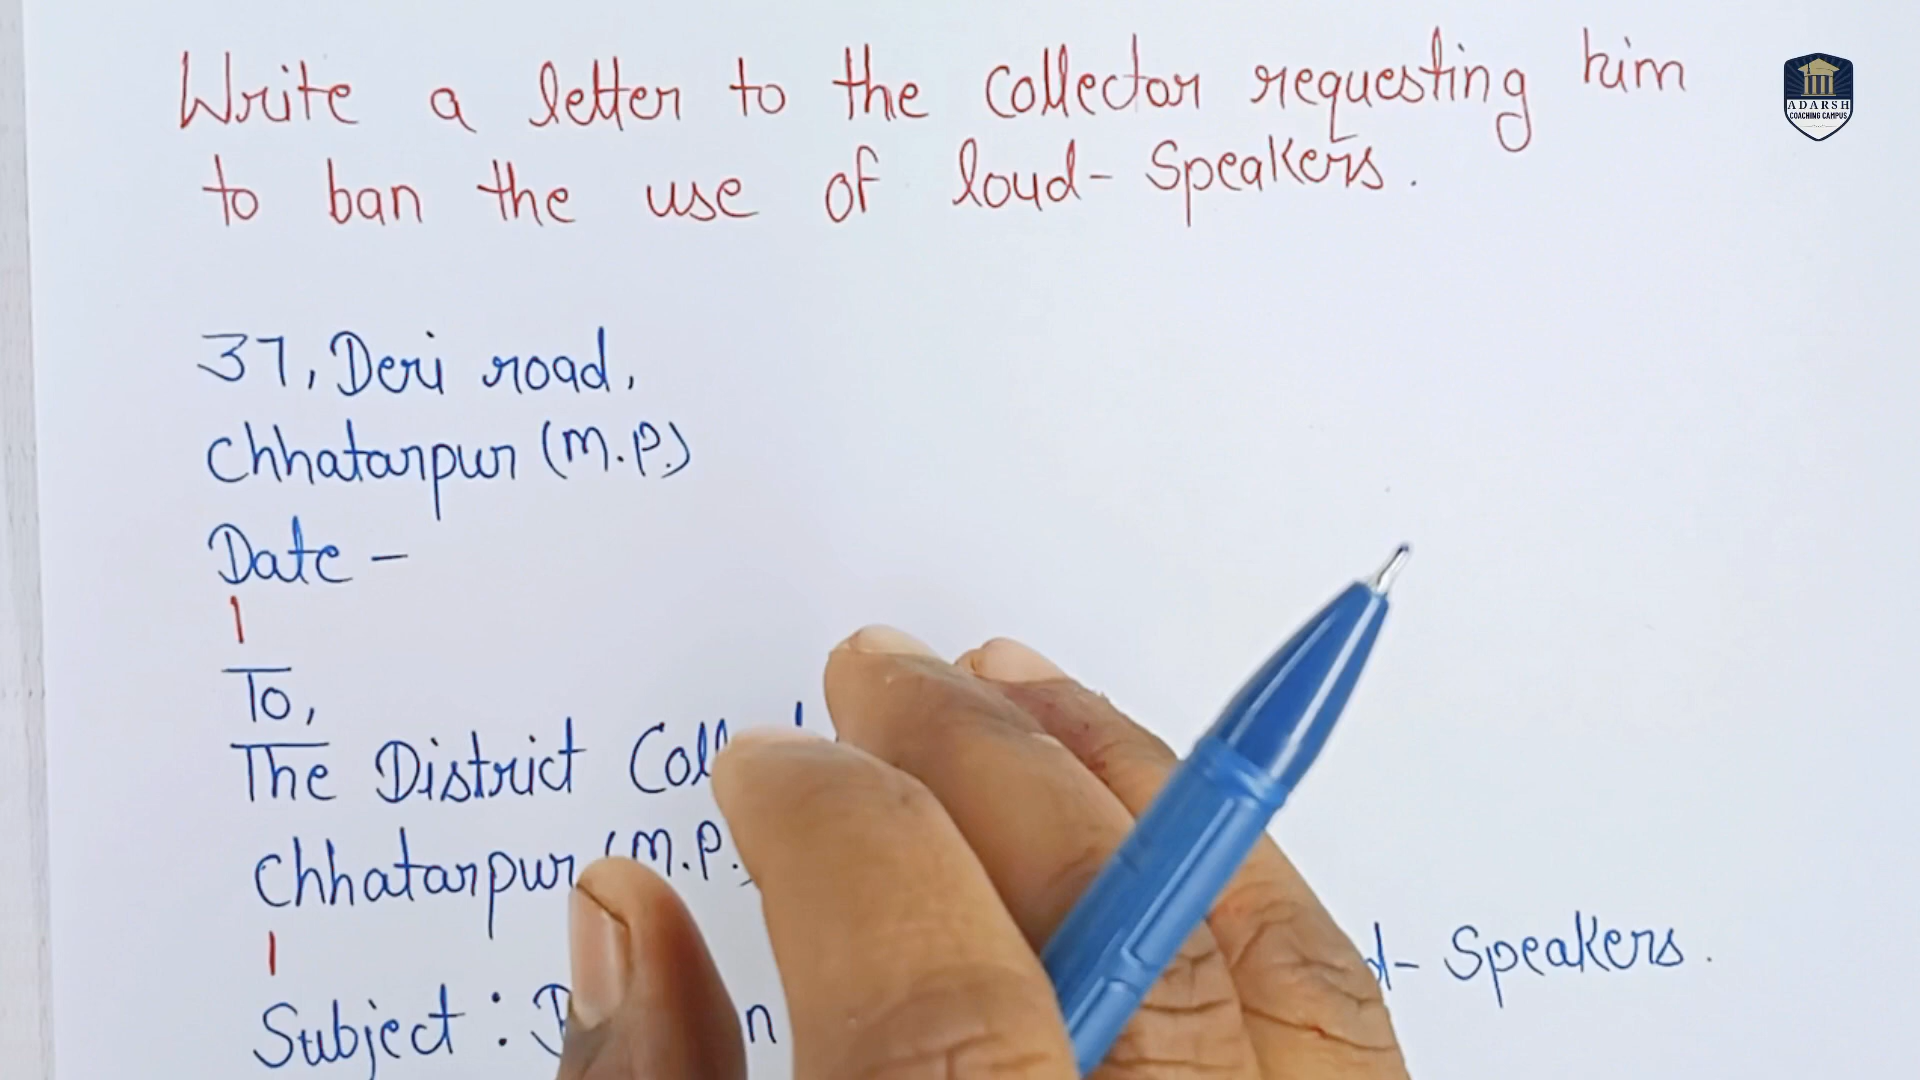 Write a letter to the Collector requesting him
to ban the use of loud-Speakers.
ADARSH
COACHING CAMPUS
37, Deri road,
Chhatarpur (M.P.)
Date -
To,
The District
Chhatarpur (M.P.
Subject :
Speakers.